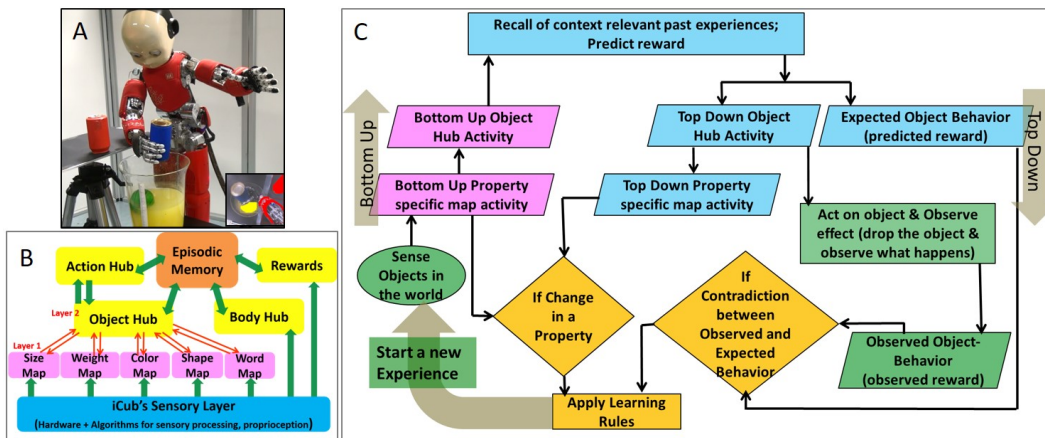 A
B
Episodic
Memory
Action Hub
Rewards
Layer 2
Object Hub
Body Hub
Layer 1
Size
Map
Weight
Map
Color
Map
Shape
Map
Word
Map
iCub's Sensory Layer
(Hardware + Algorithms for sensory processing, proprioception)
C
Recall of context relevant past experiences;
Predict reward
Bottom Up
Bottom Up Object
Hub Activity
Top Down Object
Hub Activity
Expected Object Behavior
(predicted reward)
Top Down
Bottom Up Property
specific map activity
Top Down Property
specific map activity
Act on object & Observe
effect (drop the object &
observe what happens)
Sense
Objects in
the world
If Change
in a
Property
If
Contradiction
between
Observed and
Expected
Behavior
Observed Object-
Behavior
(observed reward)
Start a new
Experience
Apply Learning
Rules